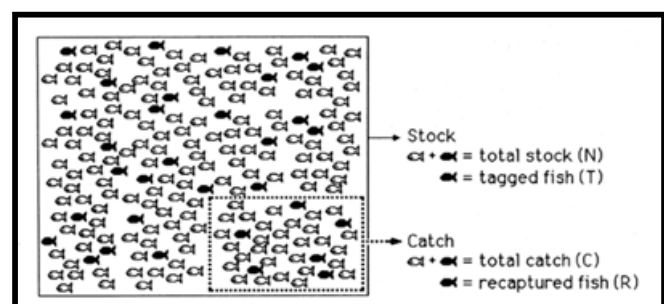 Stock
+ = total stock (N)
= tagged fish (T)
Catch
+ = total catch (C)
= recaptured fish (R)